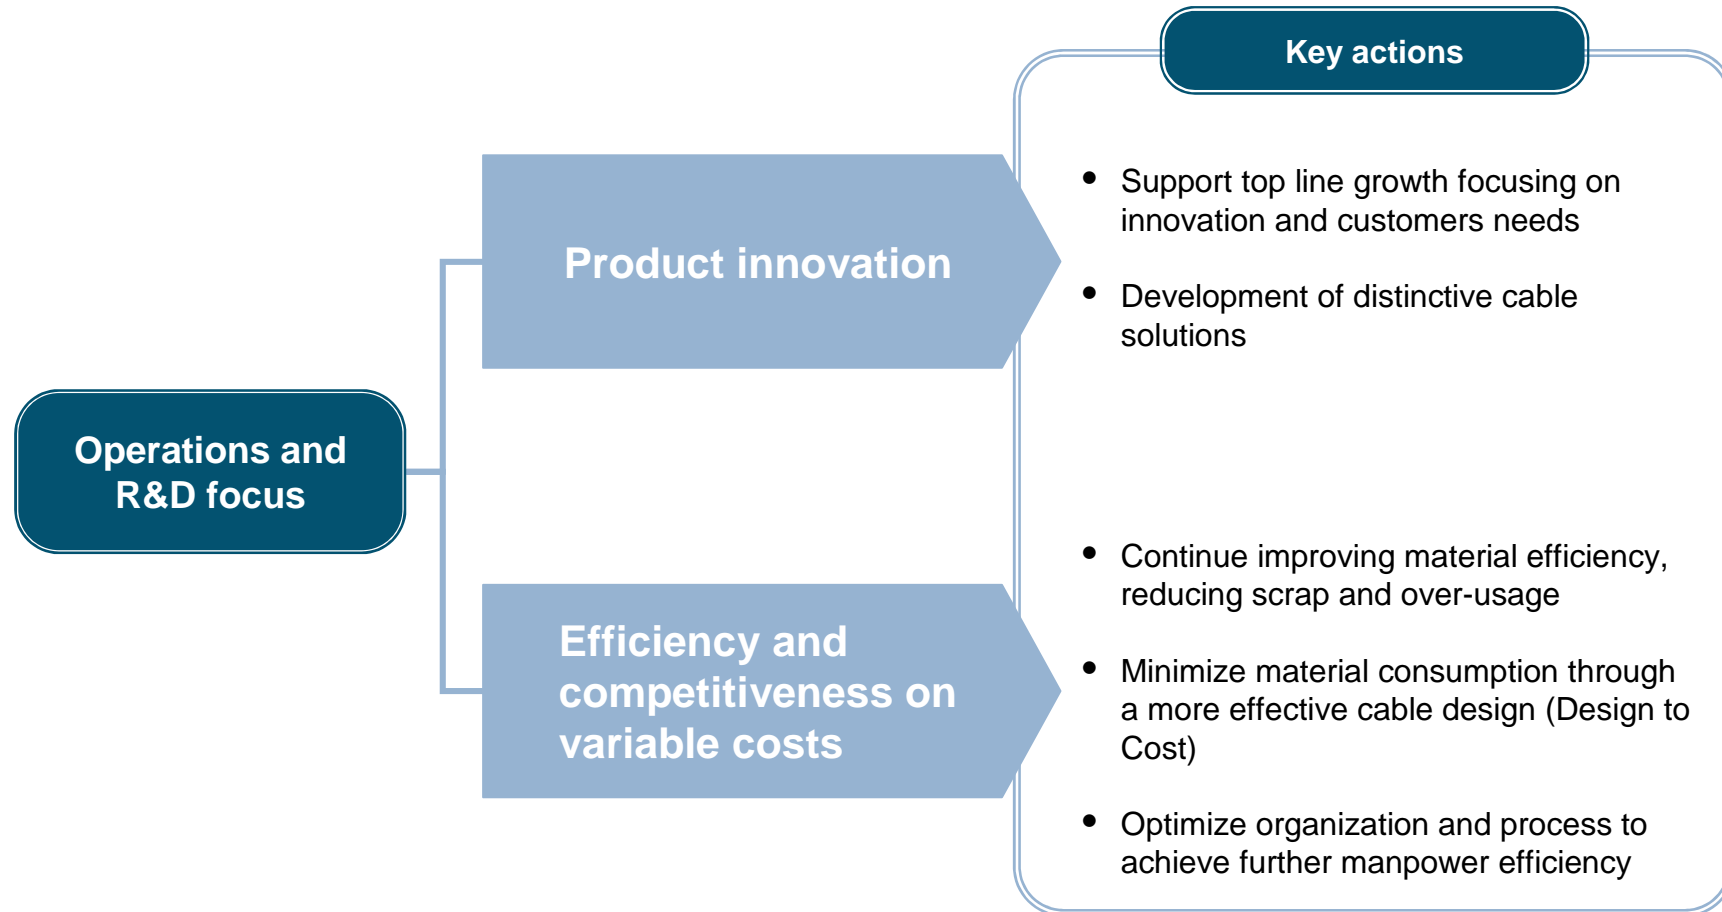 Key actions
Operations and
R&D focus
Product innovation
• Support top line growth focusing on
innovation and customers needs
• Development of distinctive cable
solutions
Efficiency and
competitiveness on
variable costs
• Continue improving material efficiency,
reducing scrap and over-usage
• Minimize material consumption through
a more effective cable design (Design to
Cost)
• Optimize organization and process to
achieve further manpower efficiency